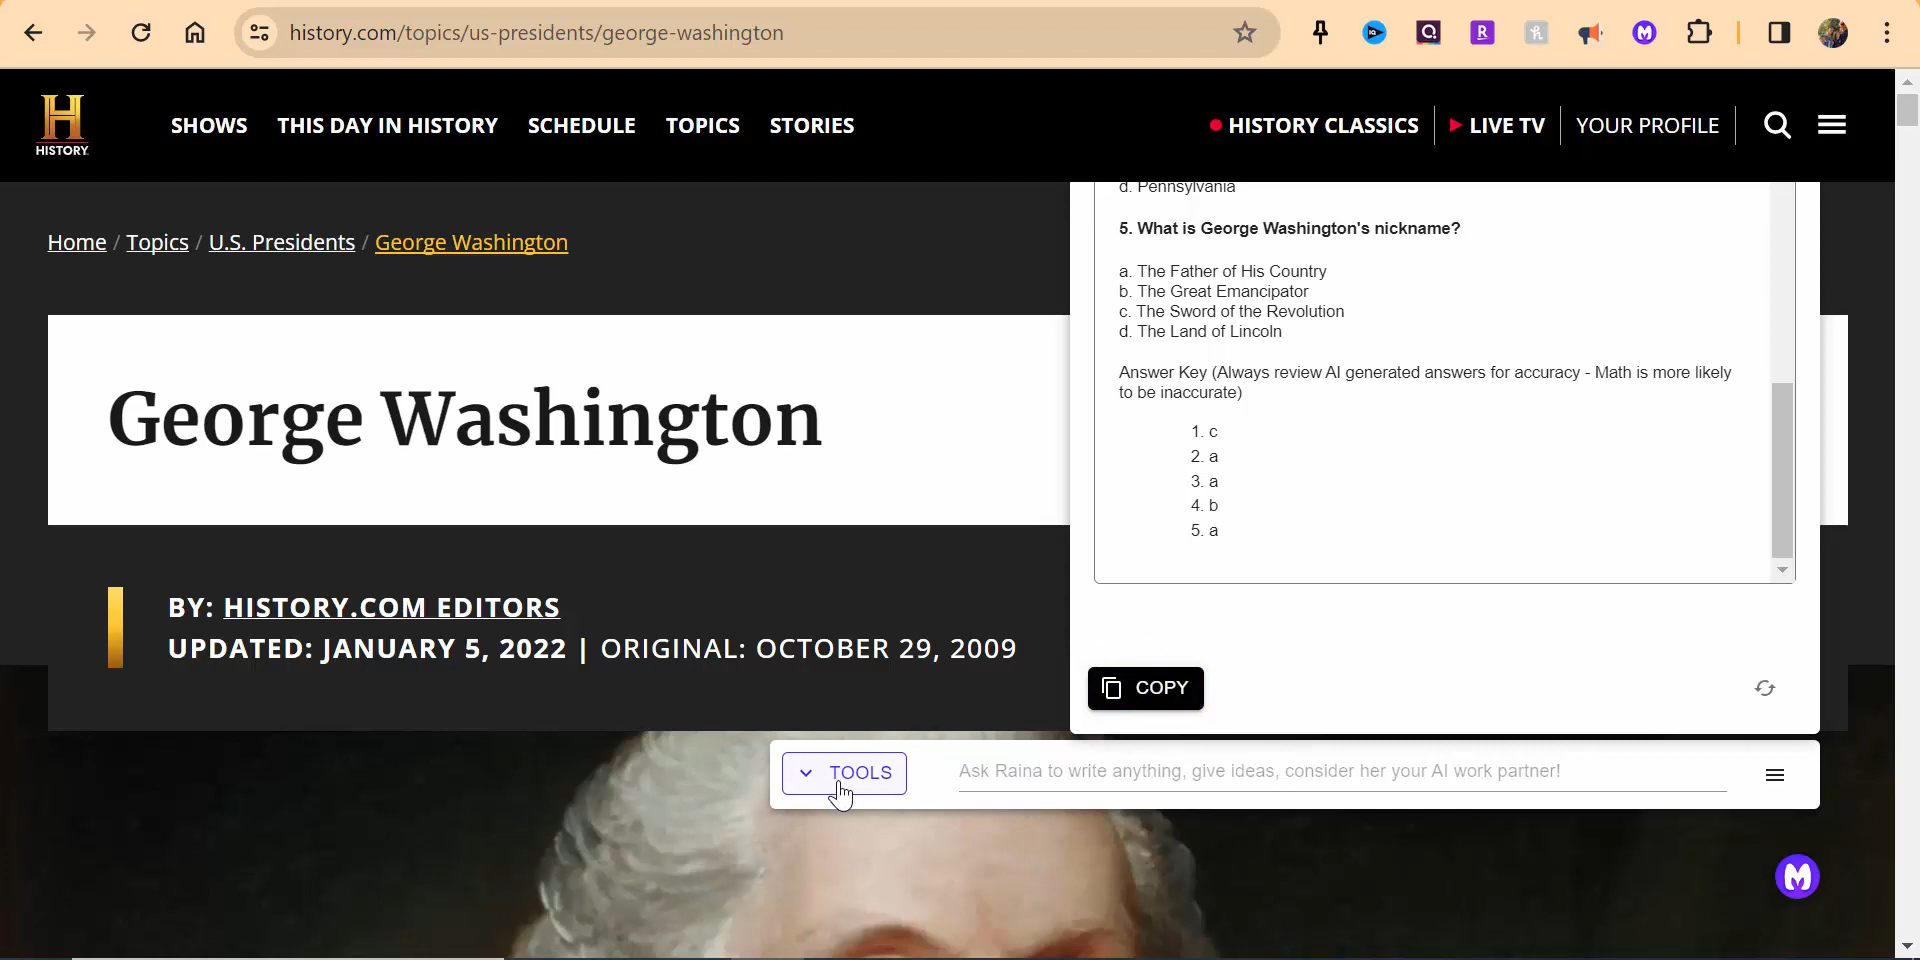 history.com/topics/us-presidents/george-washington
H
HISTORY
SHOWS
THIS DAY IN HISTORY
SCHEDULE
TOPICS
STORIES
HISTORY CLASSICS
LIVE TV
YOUR PROFILE
Home / Topics / U.S. Presidents / George Washington
George Washington
BY: HISTORY.COM EDITORS
UPDATED: JANUARY 5, 2022 | ORIGINAL: OCTOBER 29, 2009
d. Pennsylvania
5. What is George Washington's nickname?
a. The Father of His Country
b. The Great Emancipator
c. The Sword of the Revolution
d. The Land of Lincoln
Answer Key (Always review AI generated answers for accuracy - Math is more likely
to be inaccurate)
1. c
2. a
3. a
4. b
5. a
COPY
TOOLS
Ask Raina to write anything, give ideas, consider her your AI work partner!